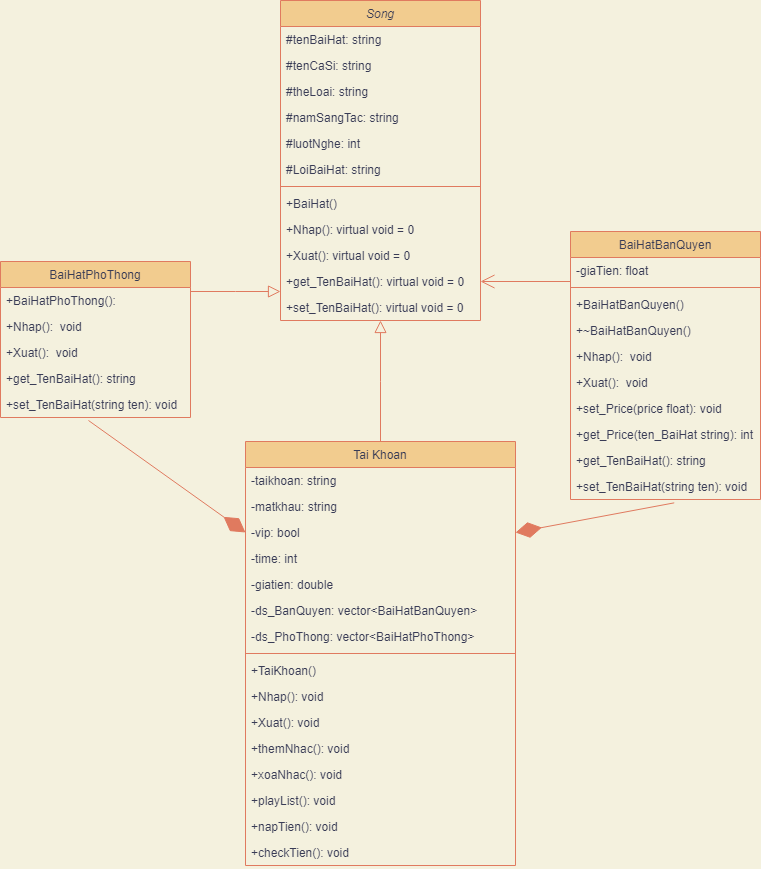 Song
#tenBaiHat: string
#tenCaSi: string
#theLoai: string
#namSangTac: string
#luotNghe: int
#LoiBaiHat: string
+BaiHat()
+Nhap(): virtual void = 0
+Xuat(): virtual void = 0
+get_TenBaiHat(): virtual void = 0
+set_TenBaiHat(): virtual void = 0
BaiHatPhoThong
+BaiHatPhoThong():
+Nhap():  void
+Xuat():  void
+get_TenBaiHat(): string
+set_TenBaiHat(string ten): void
BaiHatBanQuyen
-giaTien: float
+BaiHatBanQuyen()
+~BaiHatBanQuyen()
+Nhap():  void
+Xuat():  void
+set_Price(price float): void
+get_Price(ten_BaiHat string): int
+get_TenBaiHat(): string
+set_TenBaiHat(string ten): void
Tai Khoan
-taikhoan: string
-matkhau: string
-vip: bool
-time: int
-giatien: double
-ds_BanQuyen: vector<BaiHatBanQuyen>
-ds_PhoThong: vector<BaiHatPhoThong>
+TaiKhoan()
+Nhap(): void
+Xuat(): void
+themNhac(): void
+xoaNhac(): void
+playList(): void
+napTien(): void
+checkTien(): void